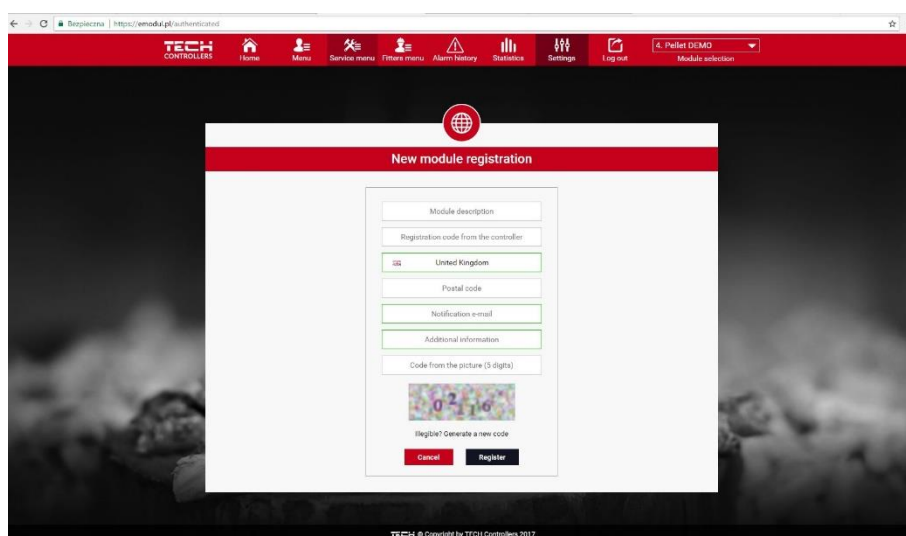 Bezpieczna | https://emodul.pl/authenticated
TECH
CONTROLLERS
Home
Menu
Service menu
Fitters menu
Alarm history
Statistics
Settings
Log out
4. Pellet DEMO
Module selection
New module registration
Module description
Registration code from the controller
United Kingdom
Postal code
Notification e-mail
Additional information
Code from the picture (5 digits)
02116
Illegible? Generate a new code
Cancel
Register
TECH © Copyright by TECH Controllers 2017